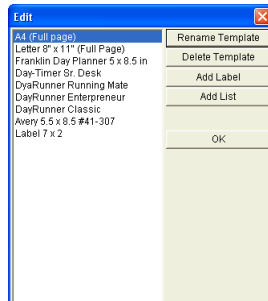 Edit
A4 (Full page)
Letter 8" x 11" (Full Page)
Franklin Day Planner 5 x 8.5 in
Day-Timer Sr. Desk
DyaRunner Running Mate
DayRunner Enterpreneur
DayRunner Classic
Avery 5.5 x 8.5 #41-307
Label 7 x 2
Rename Template
Delete Template
Add Label
Add List
OK